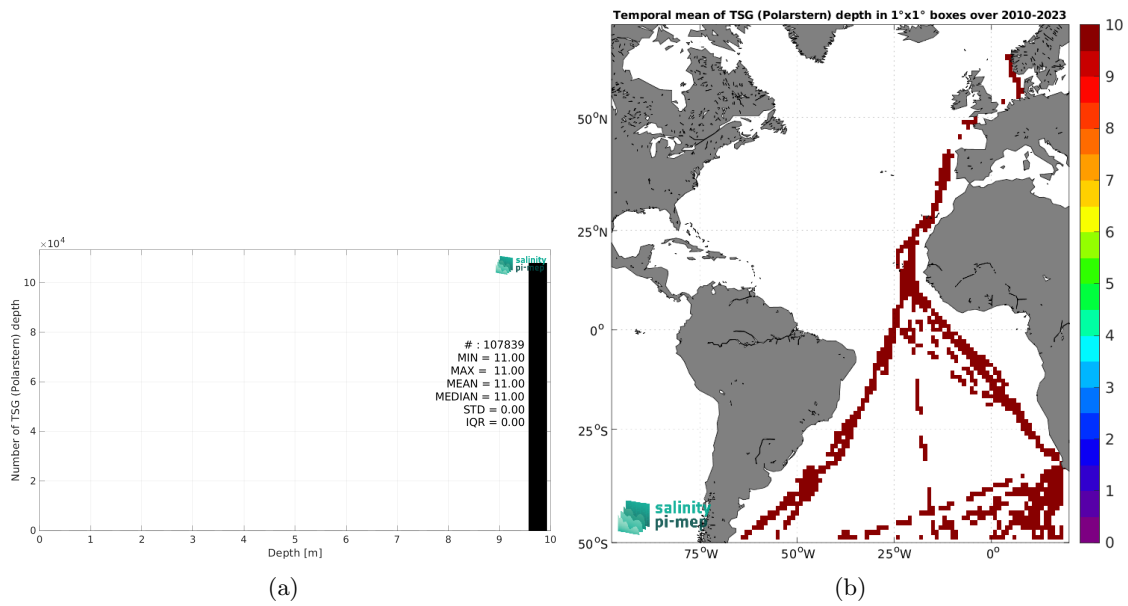 ×10⁴
10
8
6
4
2
0
Number of TSG (Polarstern) depth
salinity
pi-mep
# : 107839
MIN = 11.00
MAX = 11.00
MEAN = 11.00
MEDIAN = 11.00
STD = 0.00
IQR = 0.00
0 1 2 3 4 5 6 7 8 9 10
Depth [m]
(a)
Temporal mean of TSG (Polarstern) depth in 1°x1° boxes over 2010-2023
50°N
25°N
0°
25°S
50°S
75°W 50°W 25°W 0°
salinity
pi-mep
10
9
8
7
6
5
4
3
2
1
0
(b)